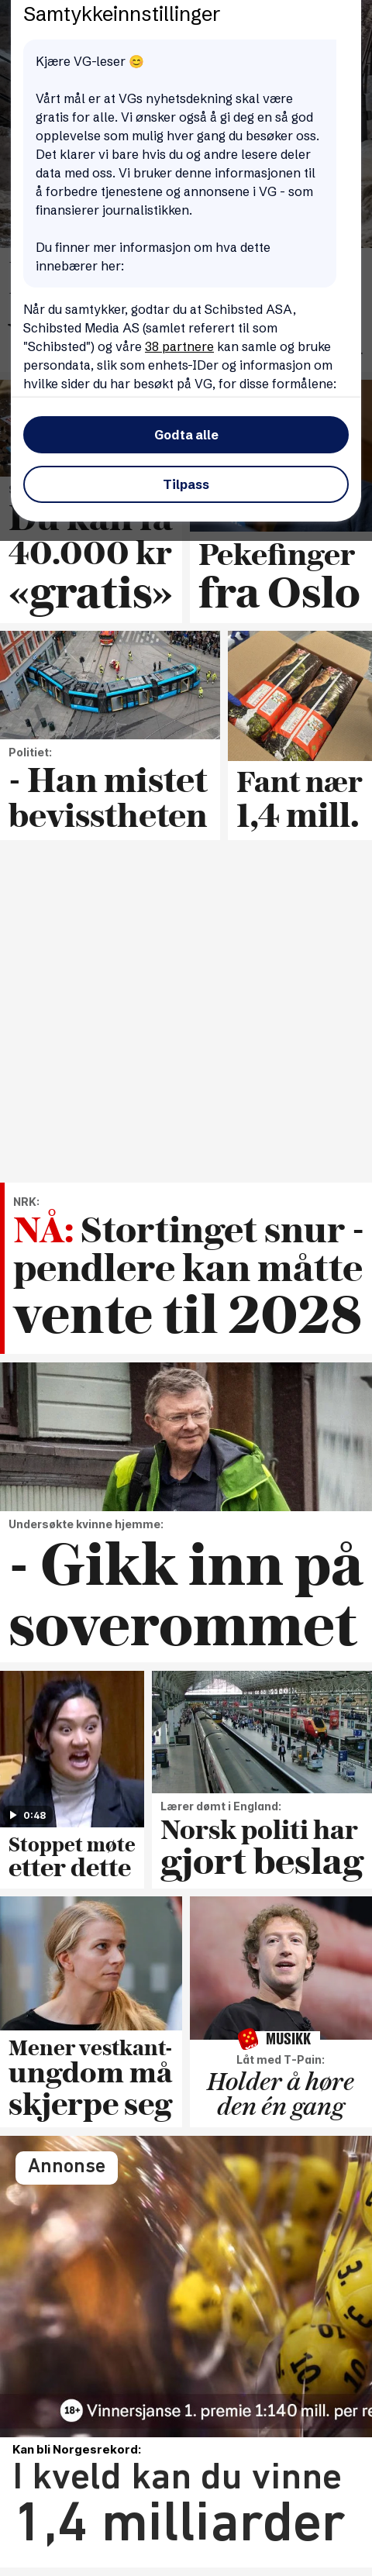 Samtykkeinnstillinger
Kjære VG-leser 😊
Vårt mål er at VGs nyhetsdekning skal være
gratis for alle. Vi ønsker også å gi deg en så god
opplevelse som mulig hver gang du besøker oss.
Det klarer vi bare hvis du og andre lesere deler
data med oss. Vi bruker denne informasjonen til
å forbedre tjenestene og annonsene i VG - som
finansierer journalistikken.
Du finner mer informasjon om hva dette
innebærer her:
Når du samtykker, godtar du at Schibsted ASA,
Schibsted Media AS (samlet referert til som
"Schibsted") og våre 38 partnere kan samle og bruke
persondata, slik som enhets-IDer og informasjon om
hvilke sider du har besøkt på VG, for disse formålene:
Godta alle
Tilpass
Du kan få
40.000 kr
«gratis»
Pekefinger
fra Oslo
Politiet:
- Han mistet
bevisstheten
Fant nær
1,4 mill.
NRK:
NÅ: Stortinget snur -
pendlere kan måtte
vente til 2028
Undersøkte kvinne hjemme:
- Gikk inn på
soverommet
0:48
Stoppet møte
etter dette
Lærer dømt i England:
Norsk politi har
gjort beslag
Mener vestkant-
ungdom må
skjerpe seg
MUSIKK
Låt med T-Pain:
Holder å høre
den én gang
Annonse
3.
10
10
18+ Vinnersjanse 1. premie 1:140 mill. per re
Kan bli Norgesrekord:
I kveld kan du vinne
1,4 milliarder